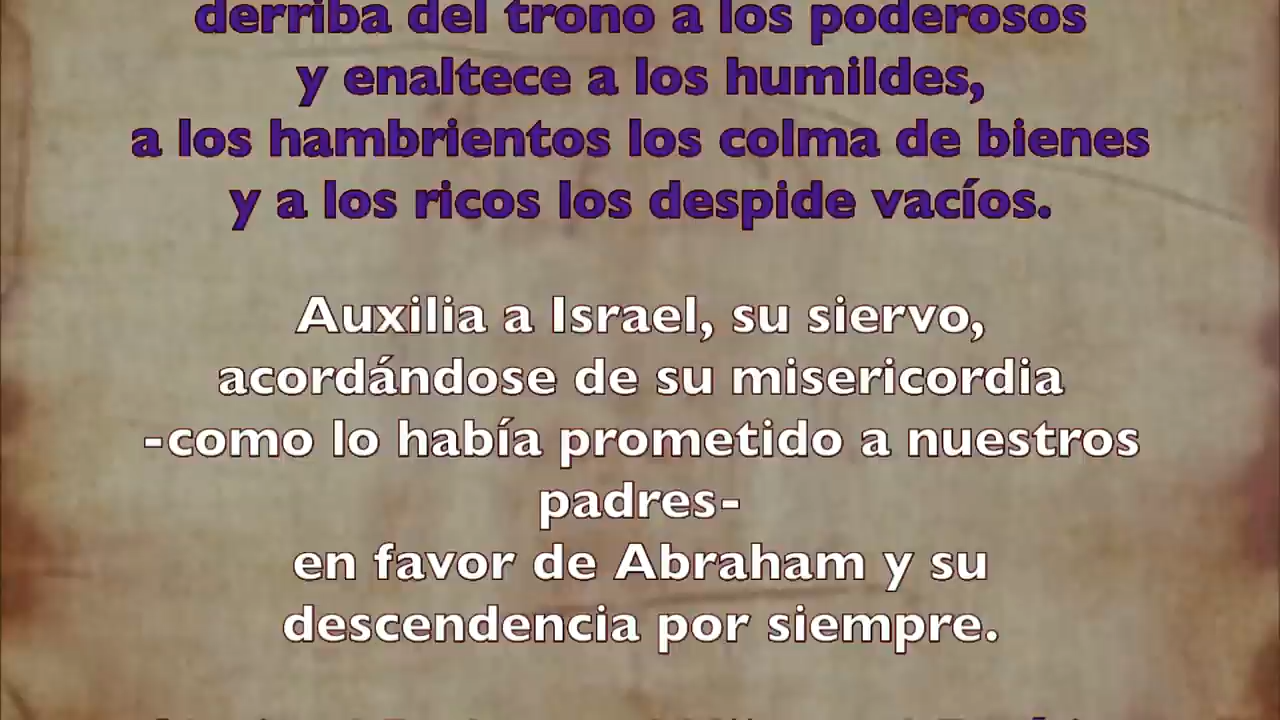 derriba del trono a los poderosos
y enaltece a los humildes,
a los hambrientos los colma de bienes
y a los ricos los despide vacíos.
Auxilia a Israel, su siervo,
acordándose de su misericordia
-como lo había prometido a nuestros
padres-
en favor de Abraham y su
descendencia por siempre.